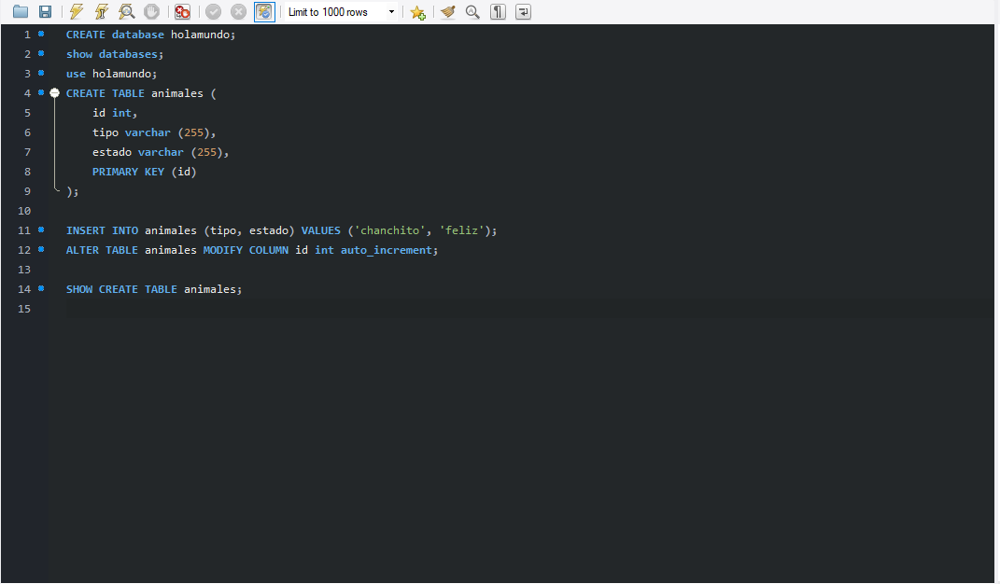 Limit to 1000 rows
1 CREATE database holamundo;
2 show databases;
3 use holamundo;
4 CREATE TABLE animales (
5 id int,
6 tipo varchar (255),
7 estado varchar (255),
8 PRIMARY KEY (id)
9 );
10
11 INSERT INTO animales (tipo, estado) VALUES ('chanchito', 'feliz');
12 ALTER TABLE animales MODIFY COLUMN id int auto_increment;
13
14 SHOW CREATE TABLE animales;
15